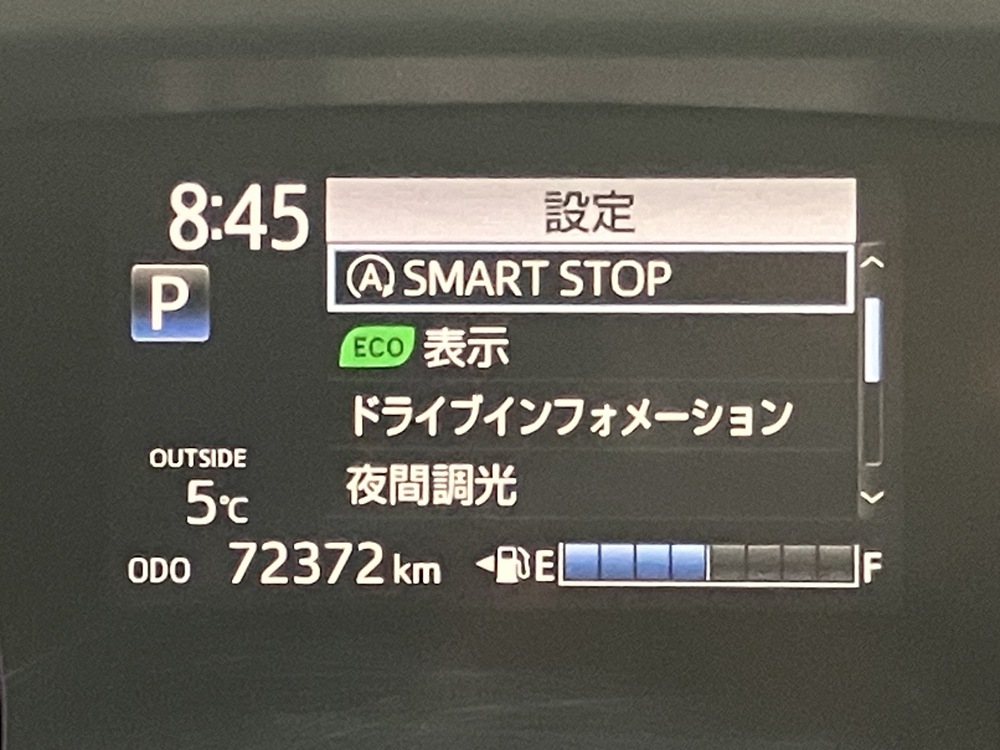 8:45
設定
P
A SMART STOP
ECO 表示
ドライブインフォメーション
夜間調光
OUTSIDE
5℃
ODO 72372 km
E F